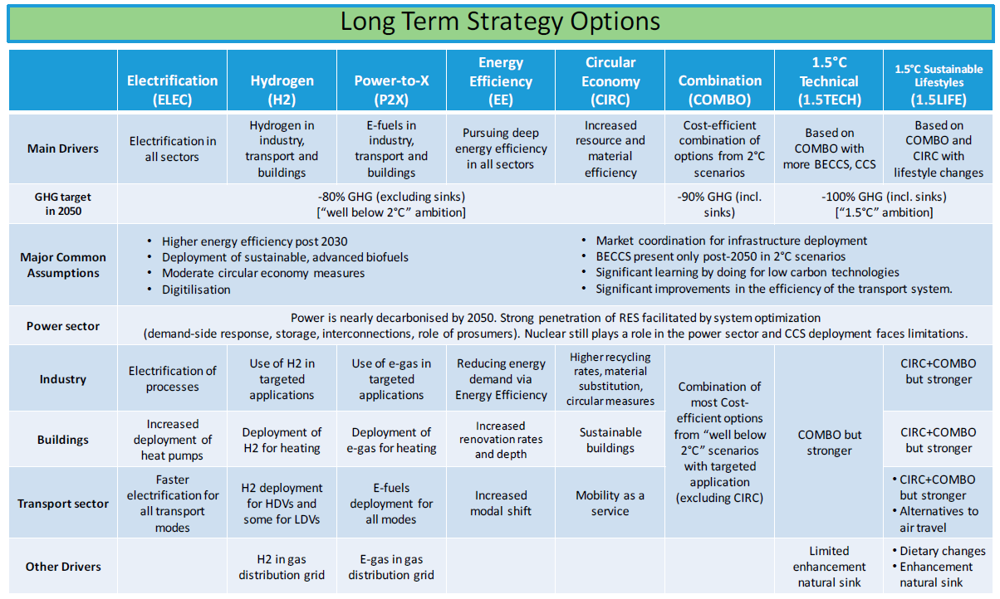 Long Term Strategy Options
Electrification
(ELEC)
Hydrogen
(H2)
Power-to-X
(P2X)
Energy
Efficiency
(EE)
Circular
Economy
(CIRC)
Combination
(COMBO)
1.5°C
Technical
(1.5TECH)
1.5°C Sustainable
Lifestyles
(1.5LIFE)
Main Drivers
Electrification in
all sectors
Hydrogen in
industry,
transport and
buildings
E-fuels in
industry,
transport and
buildings
Pursuing deep
energy efficiency
in all sectors
Increased
resource and
material
efficiency
Cost-efficient
combination of
options from 2°C
scenarios
Based on
COMBO with
more BECCS, CCS
Based on
COMBO and
CIRC with
lifestyle changes
GHG target
in 2050
-80% GHG (excluding sinks)
[“well below 2°C” ambition]
-90% GHG (incl.
sinks)
-100% GHG (incl. sinks)
[“1.5°C” ambition]
Major Common
Assumptions
• Higher energy efficiency post 2030
• Deployment of sustainable, advanced biofuels
• Moderate circular economy measures
• Digitilisation
• Market coordination for infrastructure deployment
• BECCS present only post-2050 in 2°C scenarios
• Significant learning by doing for low carbon technologies
• Significant improvements in the efficiency of the transport system.
Power sector
Power is nearly decarbonised by 2050. Strong penetration of RES facilitated by system optimization
(demand-side response, storage, interconnections, role of prosumers). Nuclear still plays a role in the power sector and CCS deployment faces limitations.
Industry
Electrification of
processes
Use of H2 in
targeted
applications
Use of e-gas in
targeted
applications
Reducing energy
demand via
Energy Efficiency
Higher recycling
rates, material
substitution,
circular measures
Combination of
most Cost-
efficient options
from “well below
2°C” scenarios
with targeted
application
(excluding CIRC)
COMBO but
stronger
CIRC+COMBO
but stronger
Buildings
Increased
deployment of
heat pumps
Deployment of
H2 for heating
Deployment of
e-gas for heating
Increased
renovation rates
and depth
Sustainable
buildings
CIRC+COMBO
but stronger
Transport sector
Faster
electrification for
all transport
modes
H2 deployment
for HDVs and
some for LDVs
E-fuels
deployment for
all modes
Increased
modal shift
Mobility as a
service
• CIRC+COMBO
but stronger
• Alternatives to
air travel
Other Drivers
H2 in gas
distribution grid
E-gas in gas
distribution grid
Limited
enhancement
natural sink
• Dietary changes
• Enhancement
natural sink